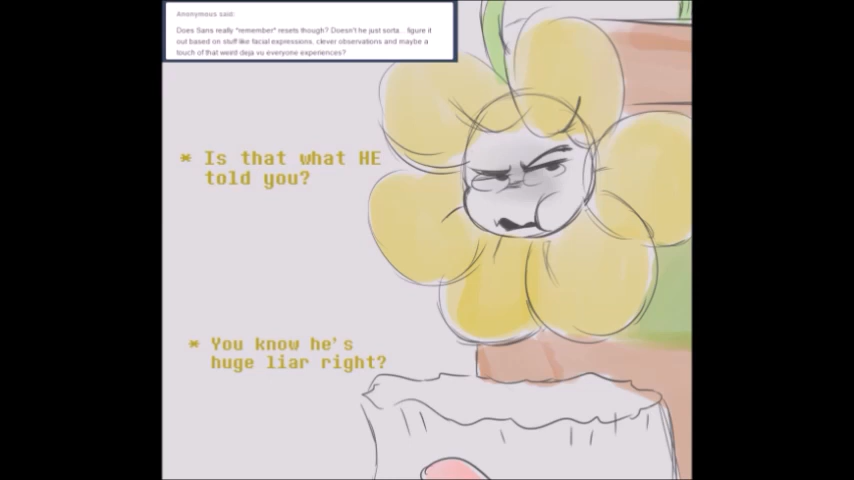 Anonymous said:
Does Sans really "remember" resets though? Doesn't he just sorta... figure it
out based on stuff like facial expressions, clever observations and maybe a
touch of that weird deja vu everyone experiences?
* Is that what HE
told you?
* You know he's
huge liar right?